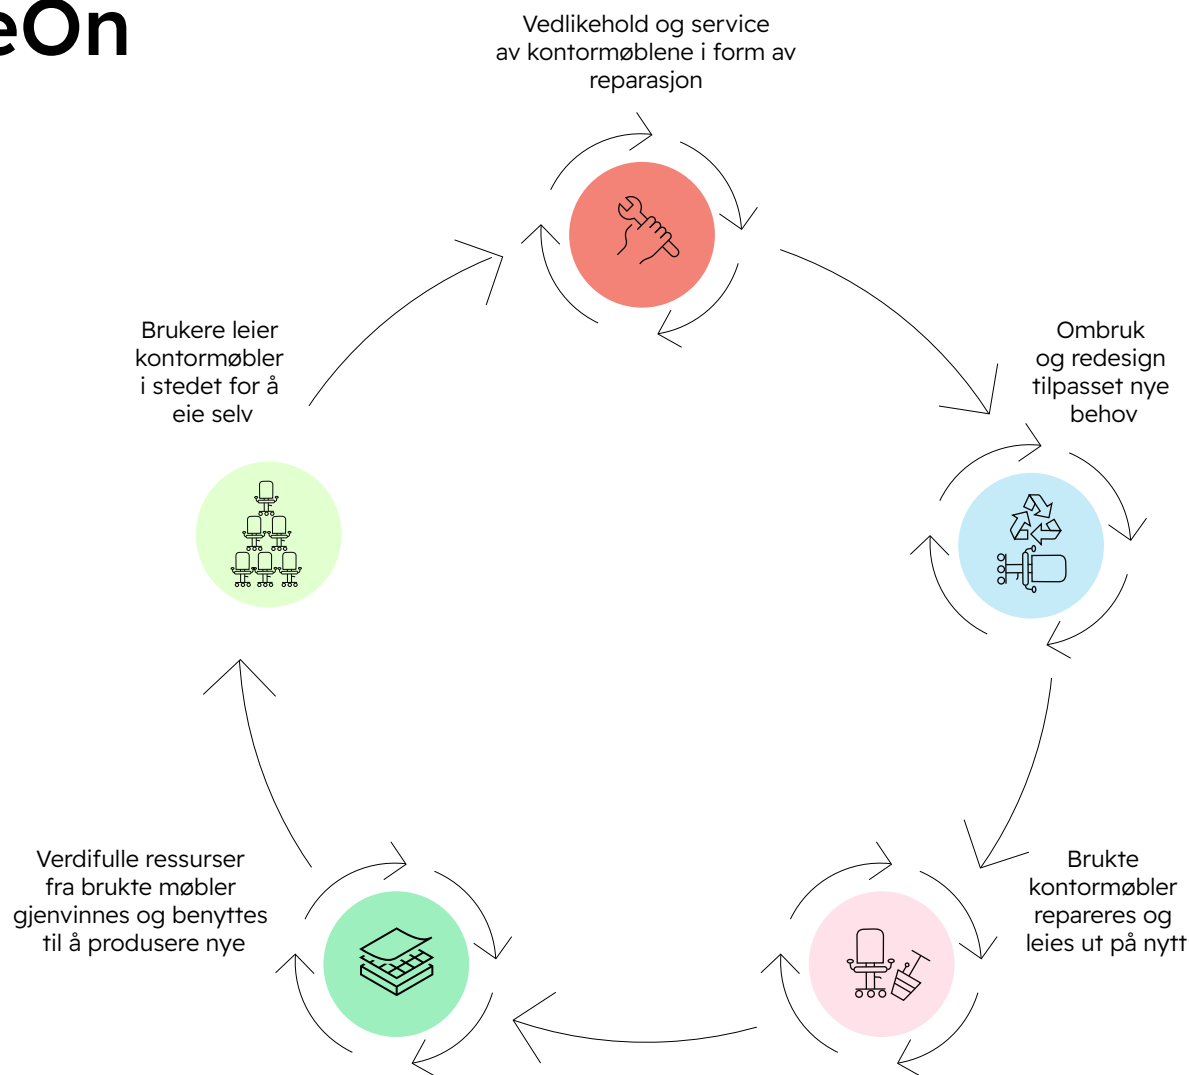 eOn
Vedlikehold og service
av kontormøblene i form av
reparasjon
Brukere leier
kontormøbler
i stedet for å
eie selv
Ombruk
og redesign
tilpasset nye
behov
Verdifulle ressurser
fra brukte møbler
gjenvinnes og benyttes
til å produsere nye
Brukte
kontormøbler
repareres og
leies ut på nytt